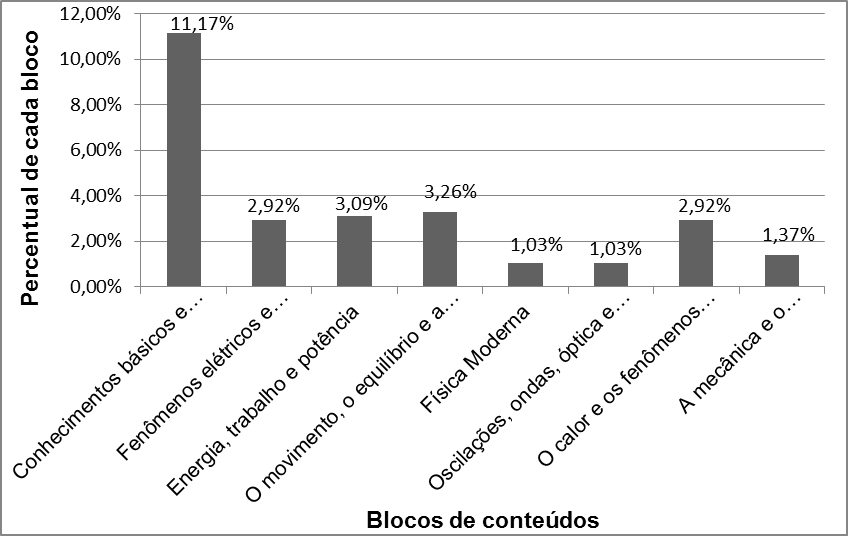 Percentual de cada bloco
12,00%
10,00%
8,00%
6,00%
4,00%
2,00%
0,00%
11,17%
2,92%
3,09%
3,26%
1,03%
1,03%
2,92%
1,37%
Conhecimentos básicos e...
Fenômenos elétricos e...
Energia, trabalho e potência
O movimento, o equilíbrio e a...
Física Moderna
Oscilações, ondas, óptica e...
O calor e os fenômenos...
A mecânica e o...
Blocos de conteúdos